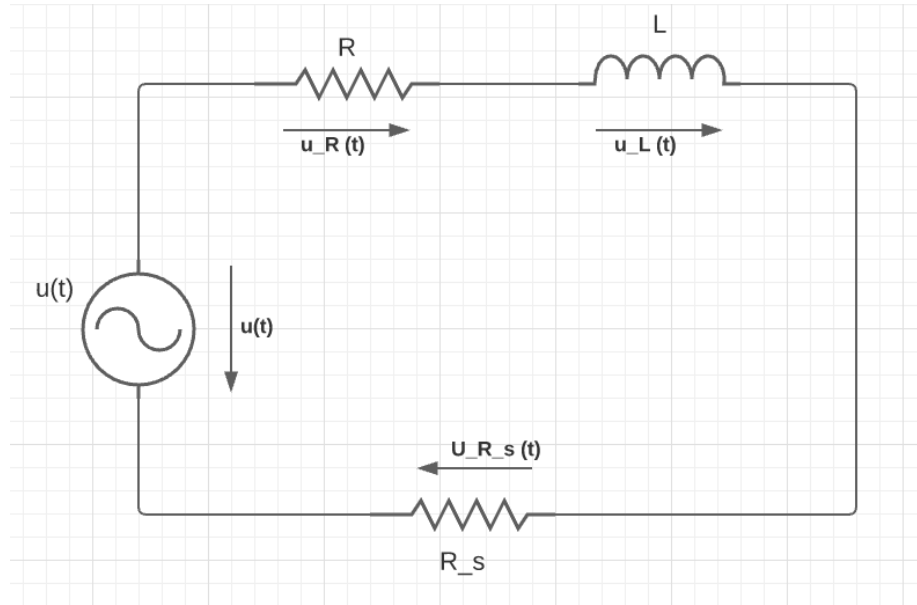 L
R
u_R (t)
u_L (t)
u(t)
u(t)
U_R_s (t)
R_s